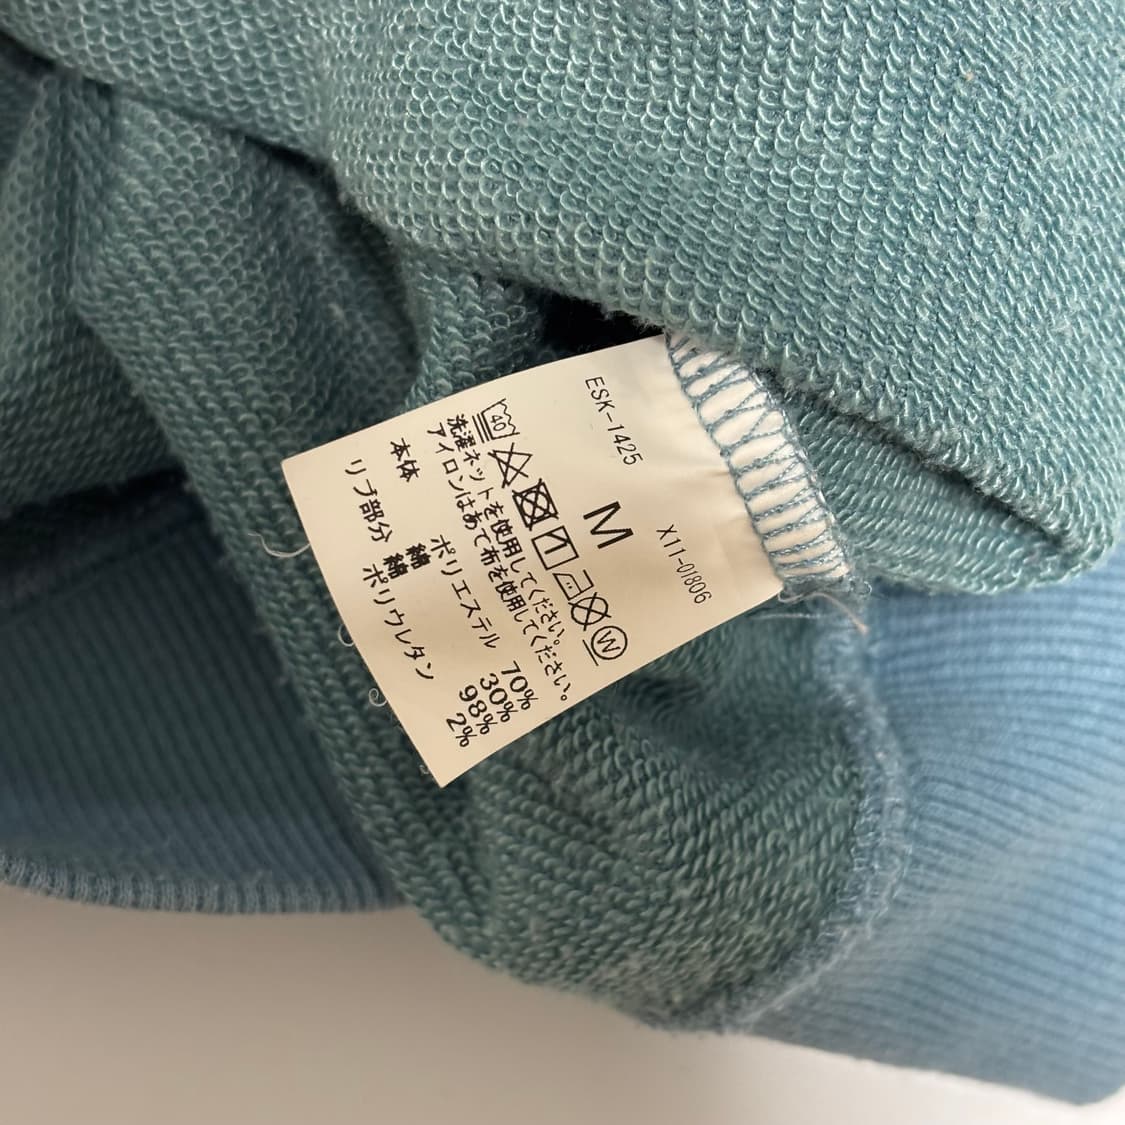 ESK-1425
X11-01806
M
40
W
洗濯ネットを使用してください。
アイロンはあて布を使用してください。
本体 ポリエステル 70%
綿 30%
リブ部分 綿 98%
ポリウレタン 2%